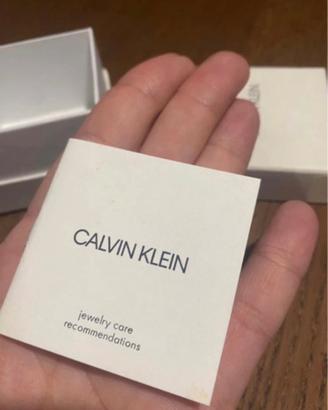 CALVIN KLEIN
jewelry care
recommendations